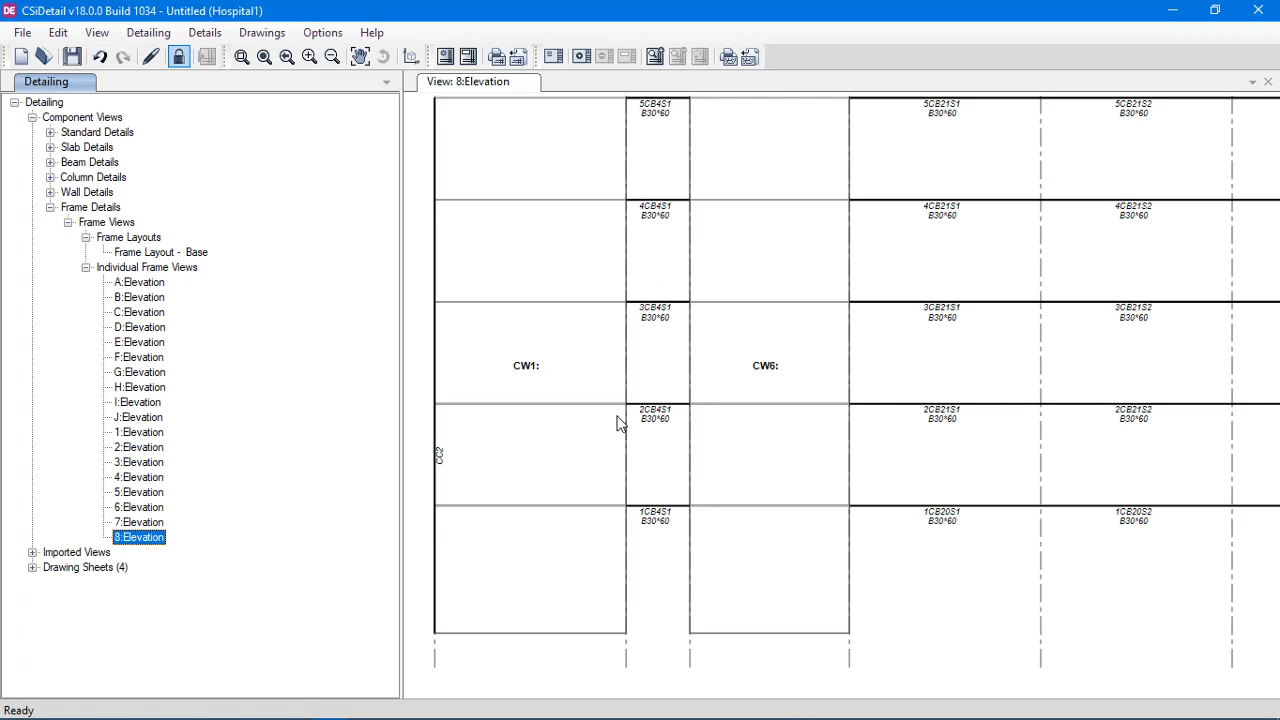 DE CSiDetail v18.0.0 Build 1034 - Untitled (Hospital1)
File Edit View Detailing Details Drawings Options Help
Detailing
View: 8:Elevation
Detailing
Component Views
Standard Details
Slab Details
Beam Details
Column Details
Wall Details
Frame Details
Frame Views
Frame Layouts
Frame Layout - Base
Individual Frame Views
A:Elevation
B:Elevation
C:Elevation
D:Elevation
E:Elevation
F:Elevation
G:Elevation
H:Elevation
I:Elevation
J:Elevation
1:Elevation
2:Elevation
3:Elevation
4:Elevation
5:Elevation
6:Elevation
7:Elevation
8:Elevation
Imported Views
Drawing Sheets (4)
5CB4S1 5CB21S1 5CB21S2
B30*60 B30*60 B30*60
4CB4S1 4CB21S1 4CB21S2
B30*60 B30*60 B30*60
3CB4S1 3CB21S1 3CB21S2
B30*60 B30*60 B30*60
CW1: CW6:
2CB4S1 2CB21S1 2CB21S2
B30*60 B30*60 B30*60
CC2
1CB4S1 1CB20S1 1CB20S2
B30*60 B30*60 B30*60
Ready